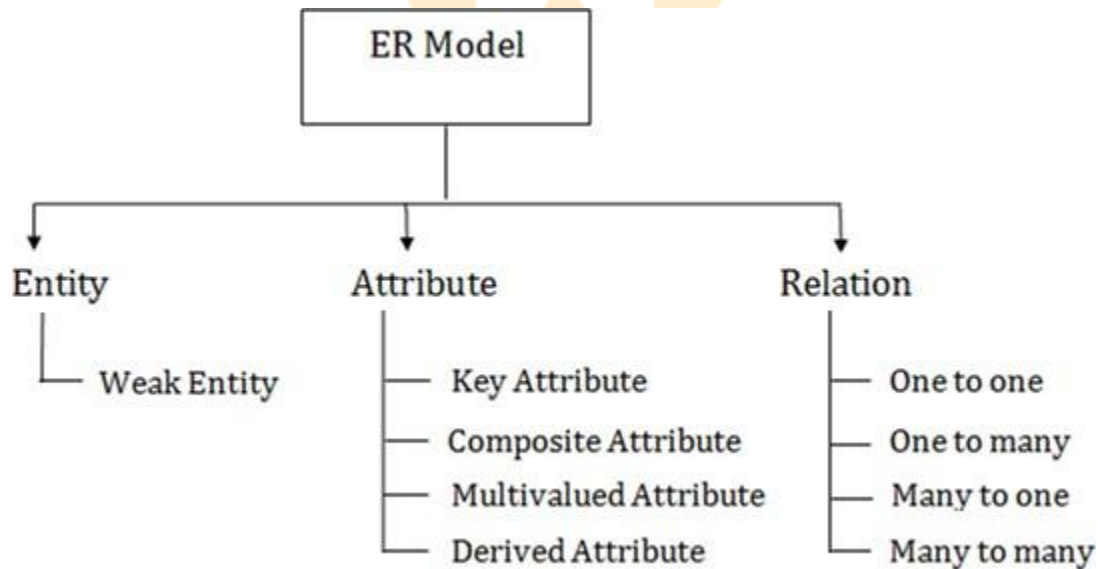 ER Model
Entity
Attribute
Relation
Weak Entity
Key Attribute
One to one
Composite Attribute
One to many
Multivalued Attribute
Many to one
Derived Attribute
Many to many